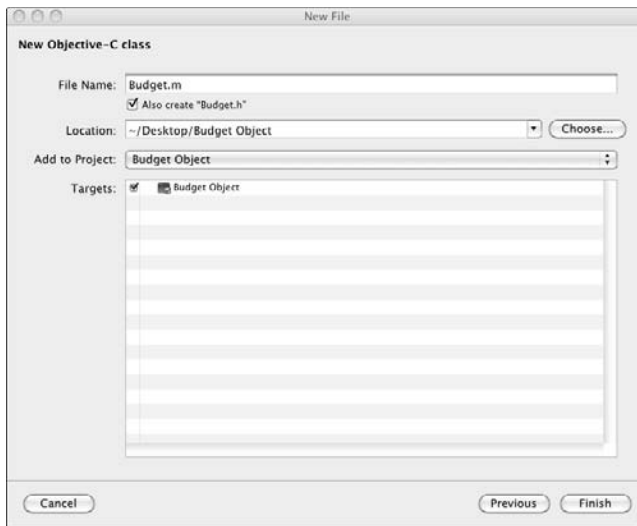 New File
New Objective-C class
File Name: Budget.m
Also create "Budget.h"
Location: ~/Desktop/Budget Object Choose...
Add to Project: Budget Object
Targets: Budget Object
Cancel Previous Finish